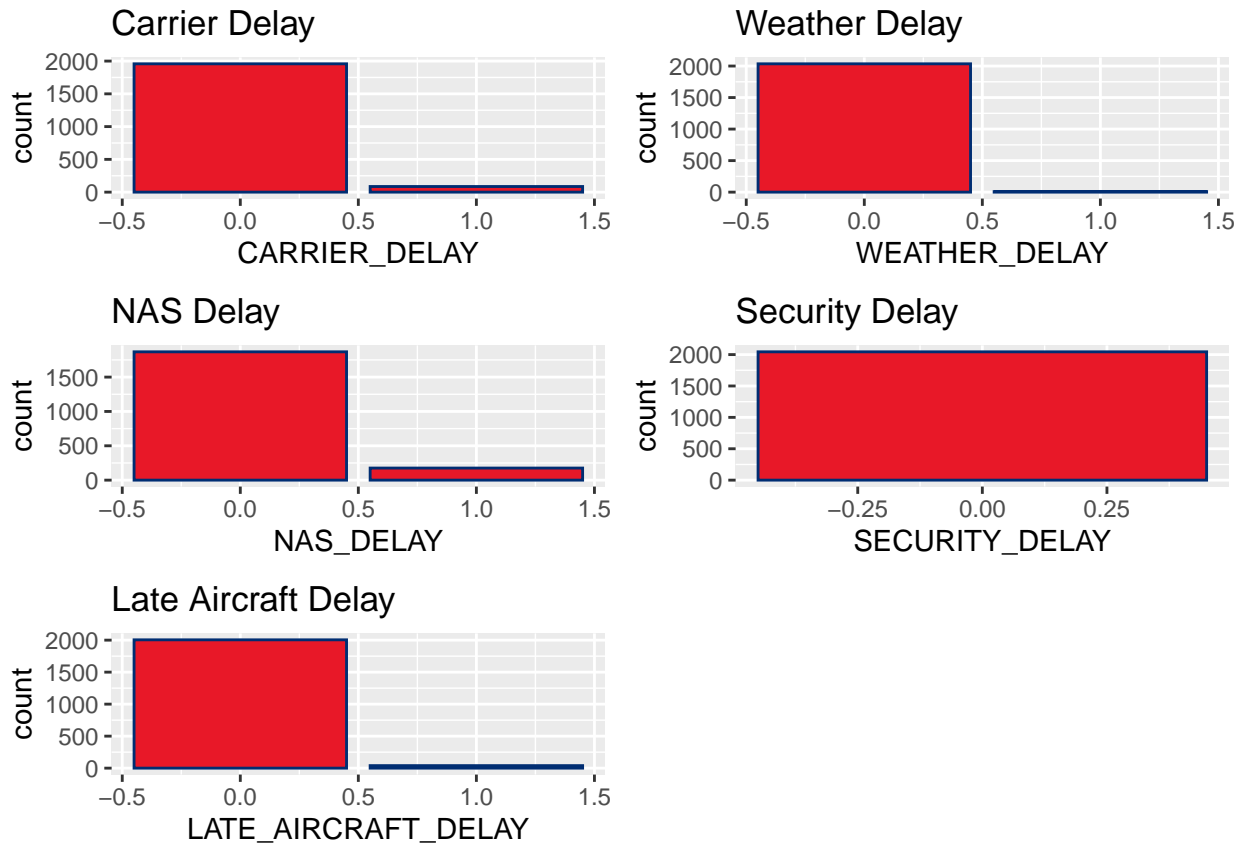 Carrier Delay
2000
1500
1000
500
0
count
−0.5 0.0 0.5 1.0 1.5
CARRIER_DELAY
Weather Delay
2000
1500
1000
500
0
count
−0.5 0.0 0.5 1.0 1.5
WEATHER_DELAY
NAS Delay
1500
1000
500
0
count
−0.5 0.0 0.5 1.0 1.5
NAS_DELAY
Security Delay
2000
1500
1000
500
0
count
−0.25 0.00 0.25
SECURITY_DELAY
Late Aircraft Delay
2000
1500
1000
500
0
count
−0.5 0.0 0.5 1.0 1.5
LATE_AIRCRAFT_DELAY